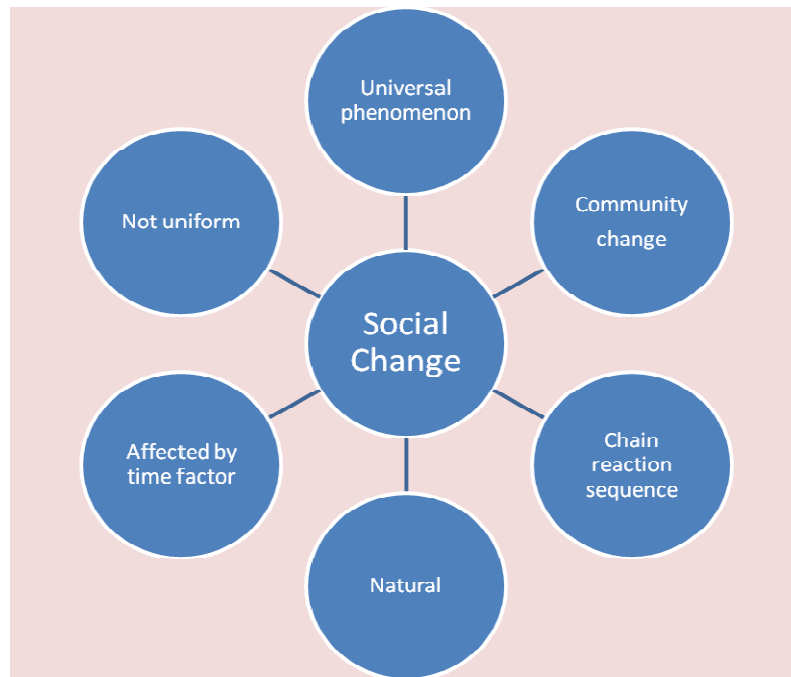 Universal
phenomenon
Community
change
Chain
reaction
sequence
Natural
Affected by
time factor
Not uniform
Social
Change